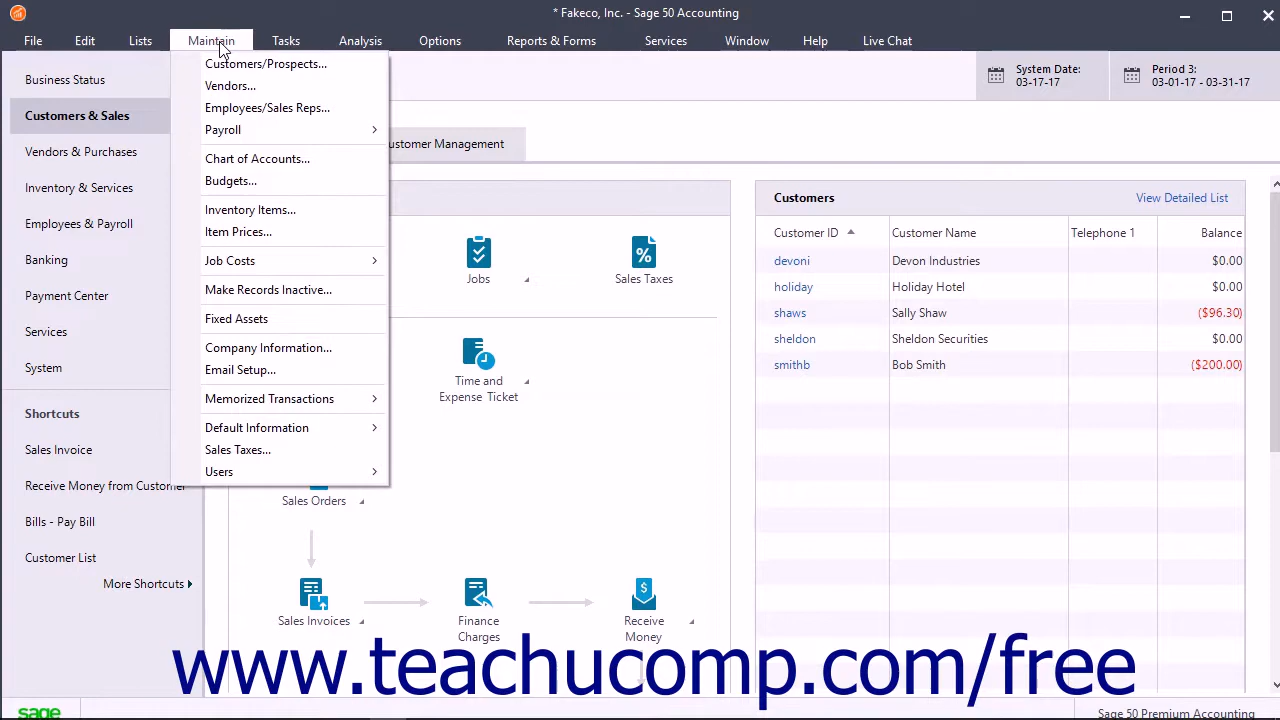 * Fakeco, Inc. - Sage 50 Accounting
File Edit Lists Maintain Tasks Analysis Options Reports & Forms Services Window Help Live Chat
Business Status
Customers & Sales
Vendors & Purchases
Inventory & Services
Employees & Payroll
Banking
Payment Center
Services
System
Shortcuts
Sales Invoice
Receive Money from Customer
Bills - Pay Bill
Customer List
More Shortcuts
Customers/Prospects...
Vendors...
Employees/Sales Reps...
Payroll
Chart of Accounts...
Budgets...
Inventory Items...
Item Prices...
Job Costs
Make Records Inactive...
Fixed Assets
Company Information...
Email Setup...
Memorized Transactions
Default Information
Sales Taxes...
Users
System Date:
03-17-17
Period 3:
03-01-17 - 03-31-17
ustomer Management
Jobs
Sales Taxes
Time and
Expense Ticket
Sales Orders
Sales Invoices
Finance
Charges
Receive
Money
Customers View Detailed List
Customer ID Customer Name Telephone 1 Balance
devoni Devon Industries $0.00
holiday Holiday Hotel $0.00
shaws Sally Shaw ($96.30)
sheldon Sheldon Securities $0.00
smithb Bob Smith ($200.00)
www.teachucomp.com/free
sage
Sage 50 Premium Accounting